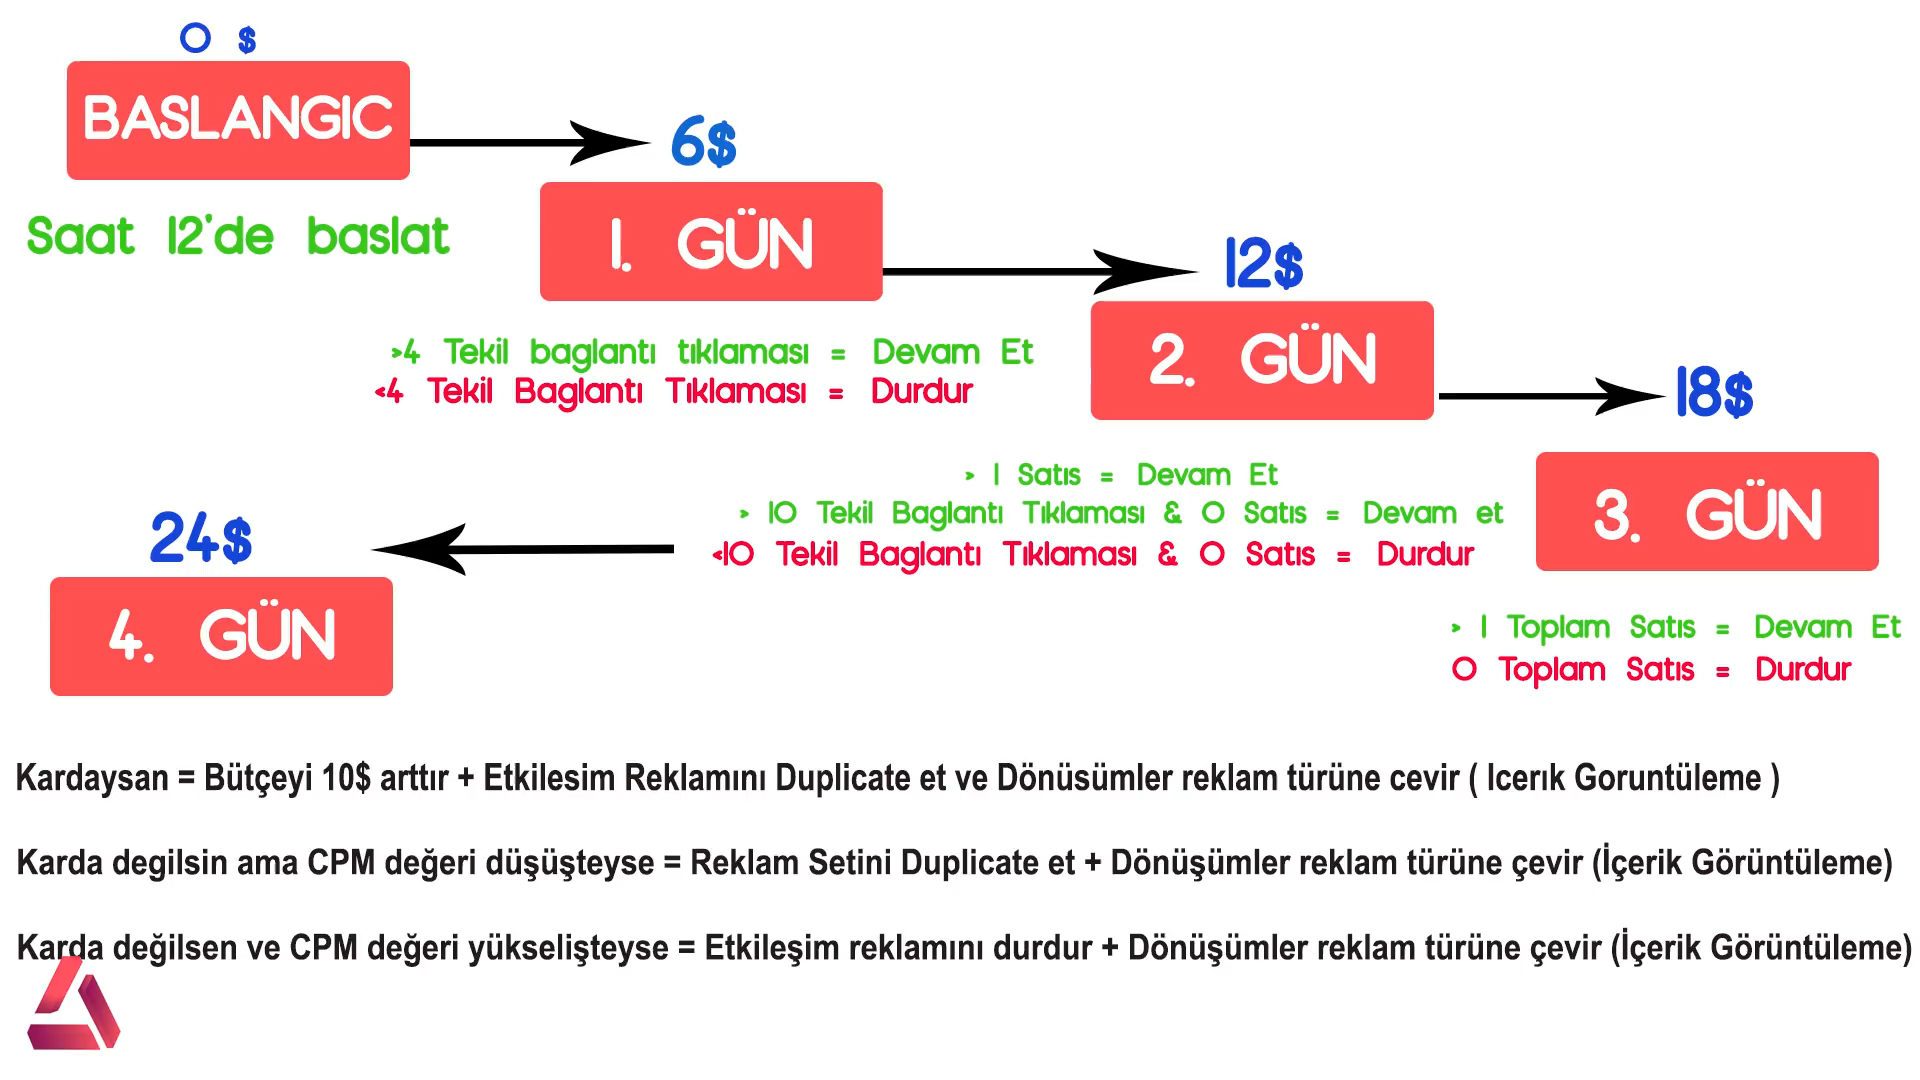 0 $
BASLANGIC
Saat 12'de baslat
6$
1. GÜN
>4 Tekil baglantı tıklaması = Devam Et
<4 Tekil Baglantı Tıklaması = Durdur
12$
2. GÜN
> 1 Satıs = Devam Et
> 10 Tekil Baglantı Tıklaması & 0 Satıs = Devam et
<10 Tekil Baglantı Tıklaması & 0 Satıs = Durdur
18$
3. GÜN
> 1 Toplam Satıs = Devam Et
0 Toplam Satıs = Durdur
24$
4. GÜN
Kardaysan = Bütçeyi 10$ arttır + Etkilesim Reklamını Duplicate et ve Dönüsümler reklam türüne cevir ( Icerık Goruntüleme )
Karda degilsin ama CPM değeri düşüşteyse = Reklam Setini Duplicate et + Dönüşümler reklam türüne çevir (İçerik Görüntüleme)
Karda değilsen ve CPM değeri yükselişteyse = Etkileşim reklamını durdur + Dönüşümler reklam türüne çevir (İçerik Görüntüleme)